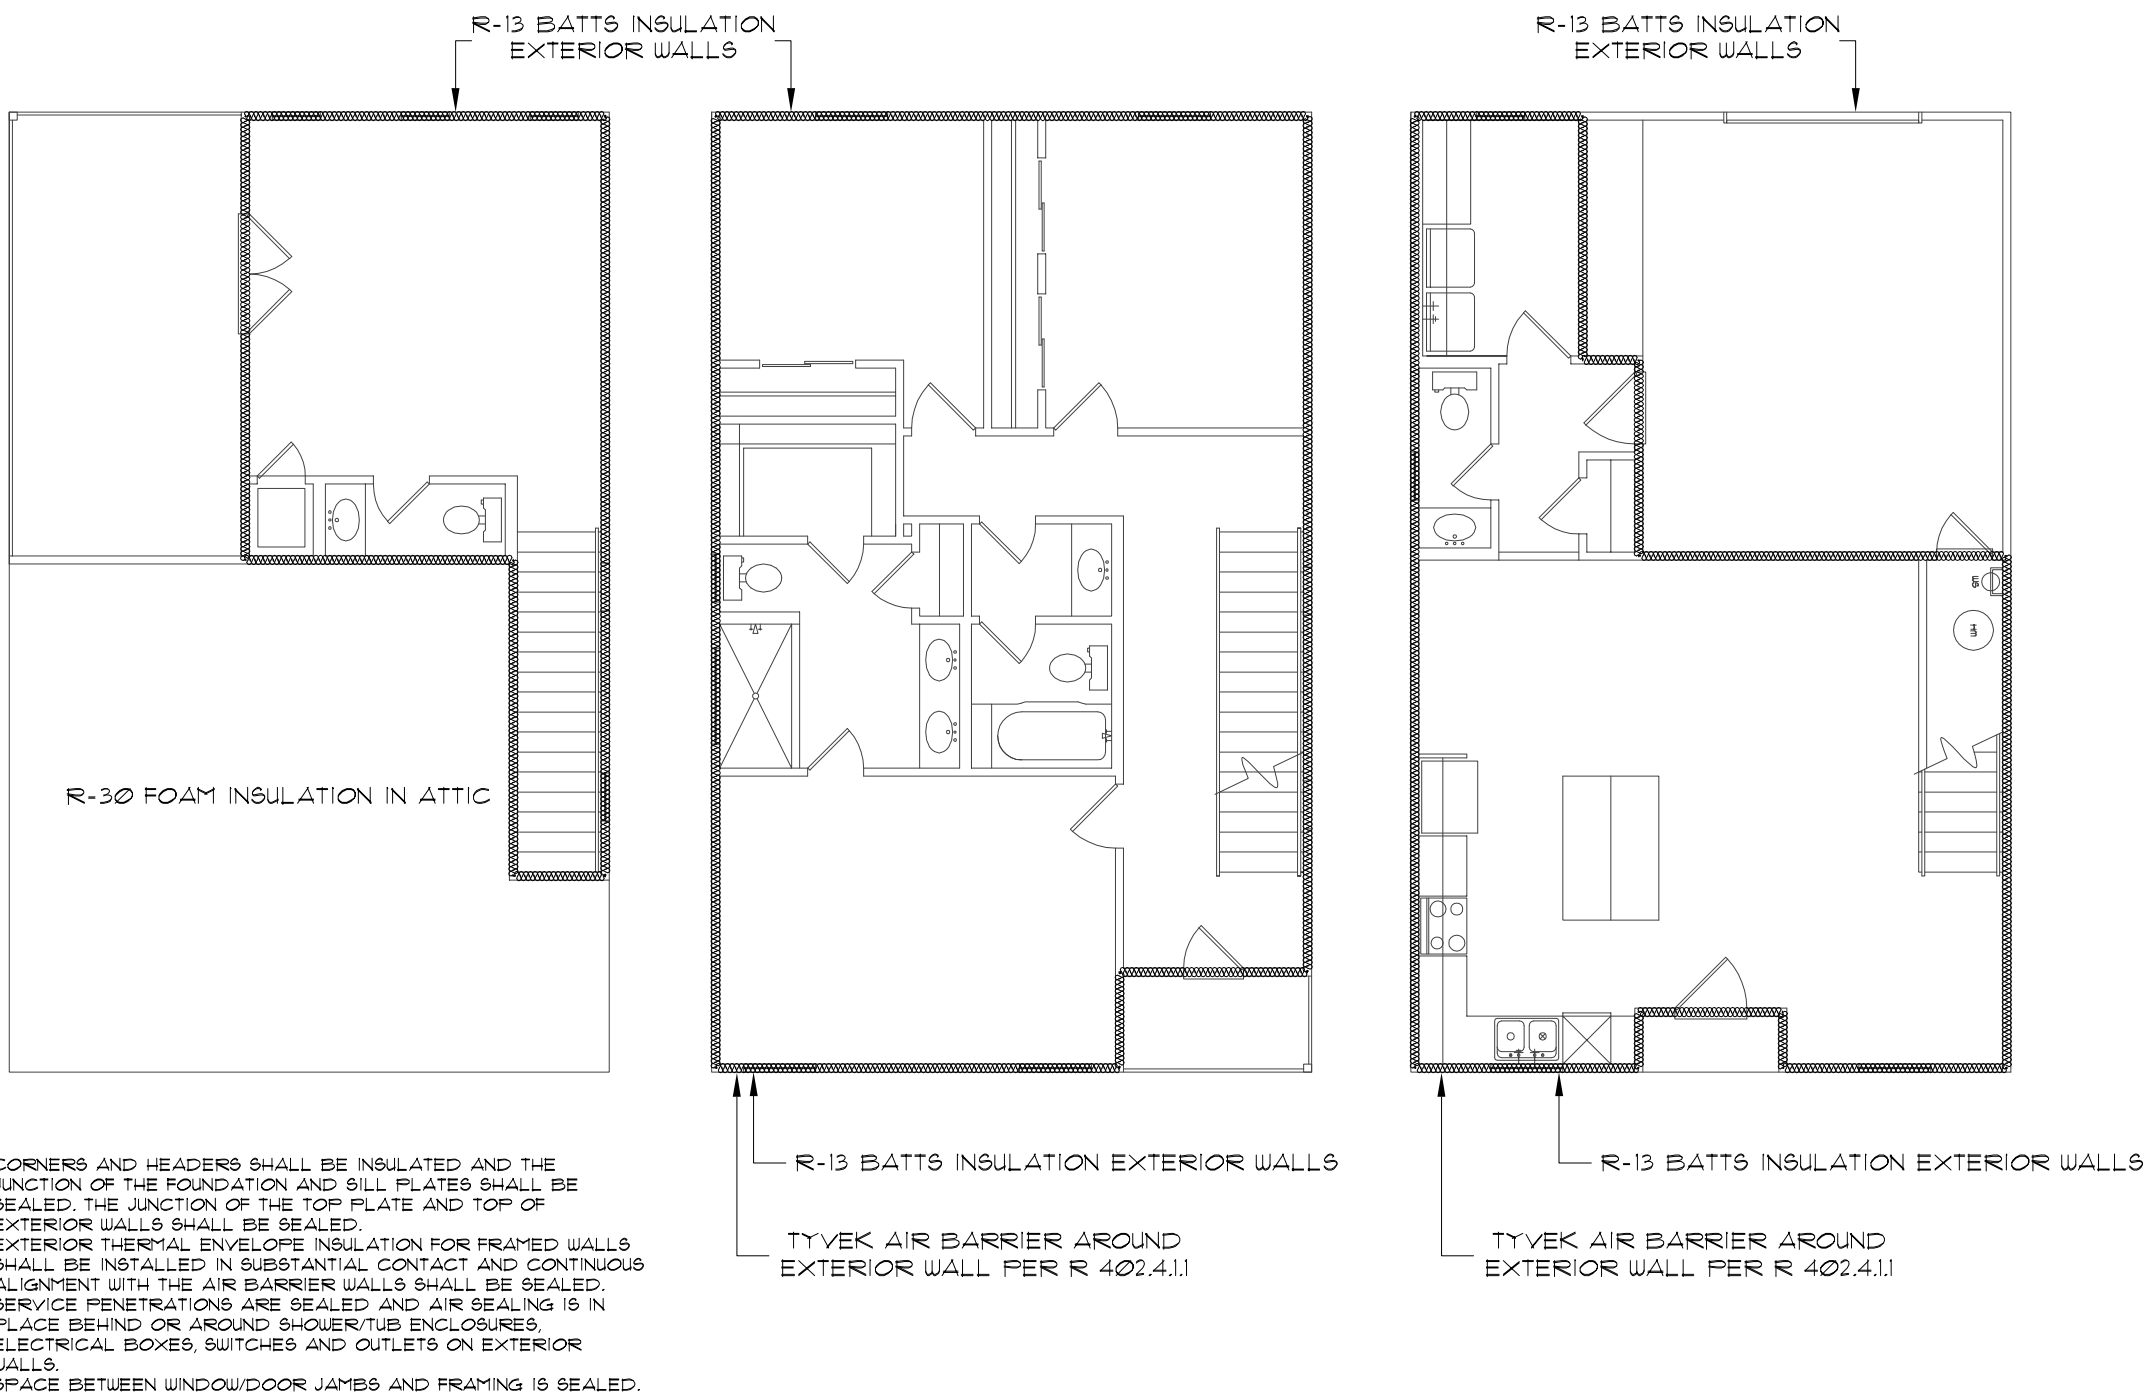 R-13 BATTS INSULATION
EXTERIOR WALLS
R-13 BATTS INSULATION
EXTERIOR WALLS
R-30 FOAM INSULATION IN ATTIC
WH
R-13 BATTS INSULATION EXTERIOR WALLS
TYVEK AIR BARRIER AROUND
EXTERIOR WALL PER R 402.4.1.1
R-13 BATTS INSULATION EXTERIOR WALLS
TYVEK AIR BARRIER AROUND
EXTERIOR WALL PER R 402.4.1.1
CORNERS AND HEADERS SHALL BE INSULATED AND THE
JUNCTION OF THE FOUNDATION AND SILL PLATES SHALL BE
SEALED. THE JUNCTION OF THE TOP PLATE AND TOP OF
EXTERIOR WALLS SHALL BE SEALED.
EXTERIOR THERMAL ENVELOPE INSULATION FOR FRAMED WALLS
SHALL BE INSTALLED IN SUBSTANTIAL CONTACT AND CONTINUOUS
ALIGNMENT WITH THE AIR BARRIER WALLS SHALL BE SEALED.
SERVICE PENETRATIONS ARE SEALED AND AIR SEALING IS IN
PLACE BEHIND OR AROUND SHOWER/TUB ENCLOSURES,
ELECTRICAL BOXES, SWITCHES AND OUTLETS ON EXTERIOR
WALLS.
SPACE BETWEEN WINDOW/DOOR JAMBS AND FRAMING IS SEALED.